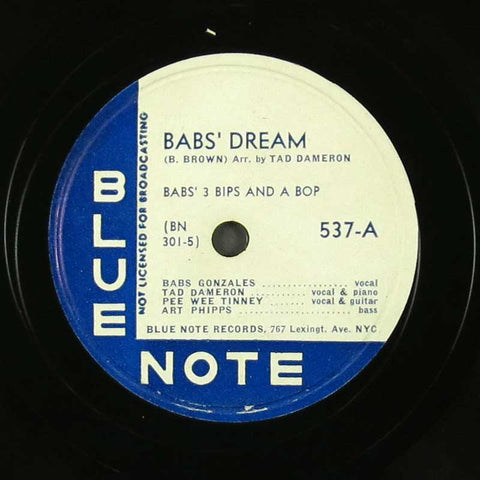 BABS' DREAM
(B. BROWN) Arr. by TAD DAMERON
BABS' 3 BIPS AND A BOP
(BN
301-5)
537-A
NOT LICENSED FOR BROADCASTING
BABS GONZALES .................... vocal
TAD DAMERON ............ vocal & piano
PEE WEE TINNEY ........ vocal & guitar
ART PHIPPS .......................... bass
BLUE NOTE RECORDS, 767 Lexingt. Ave. NYC
BLUE
NOTE